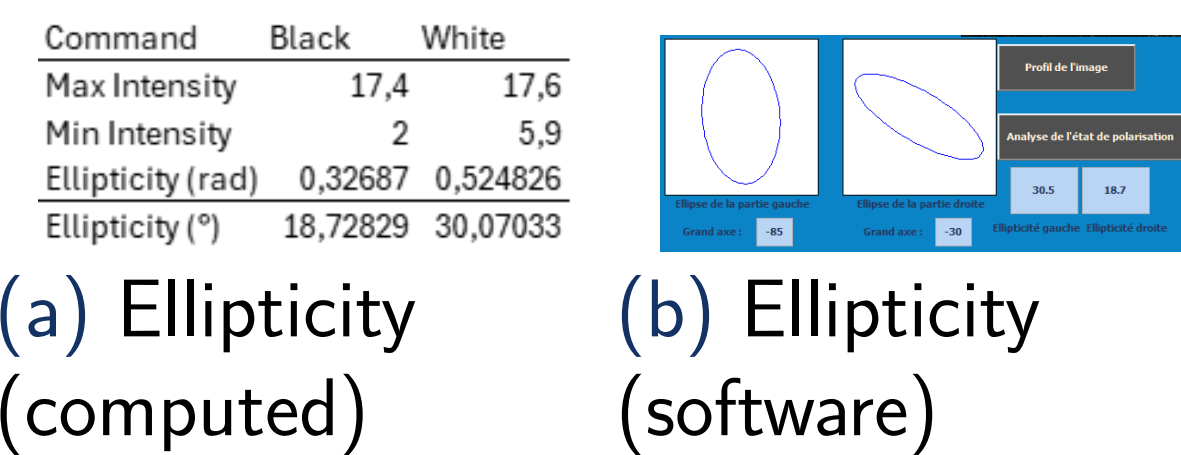 Command Black White
Max Intensity 17,4 17,6
Min Intensity 2 5,9
Ellipticity (rad) 0,32687 0,524826
Ellipticity (°) 18,72829 30,07033
Profil de l'image
Analyse de l'état de polarisation
30.5 18.7
Ellipse de la partie gauche Ellipse de la partie droite
Grand axe : -85 Grand axe : -30 Ellipticité gauche Ellipticité droite
(a) Ellipticity
(computed)
(b) Ellipticity
(software)